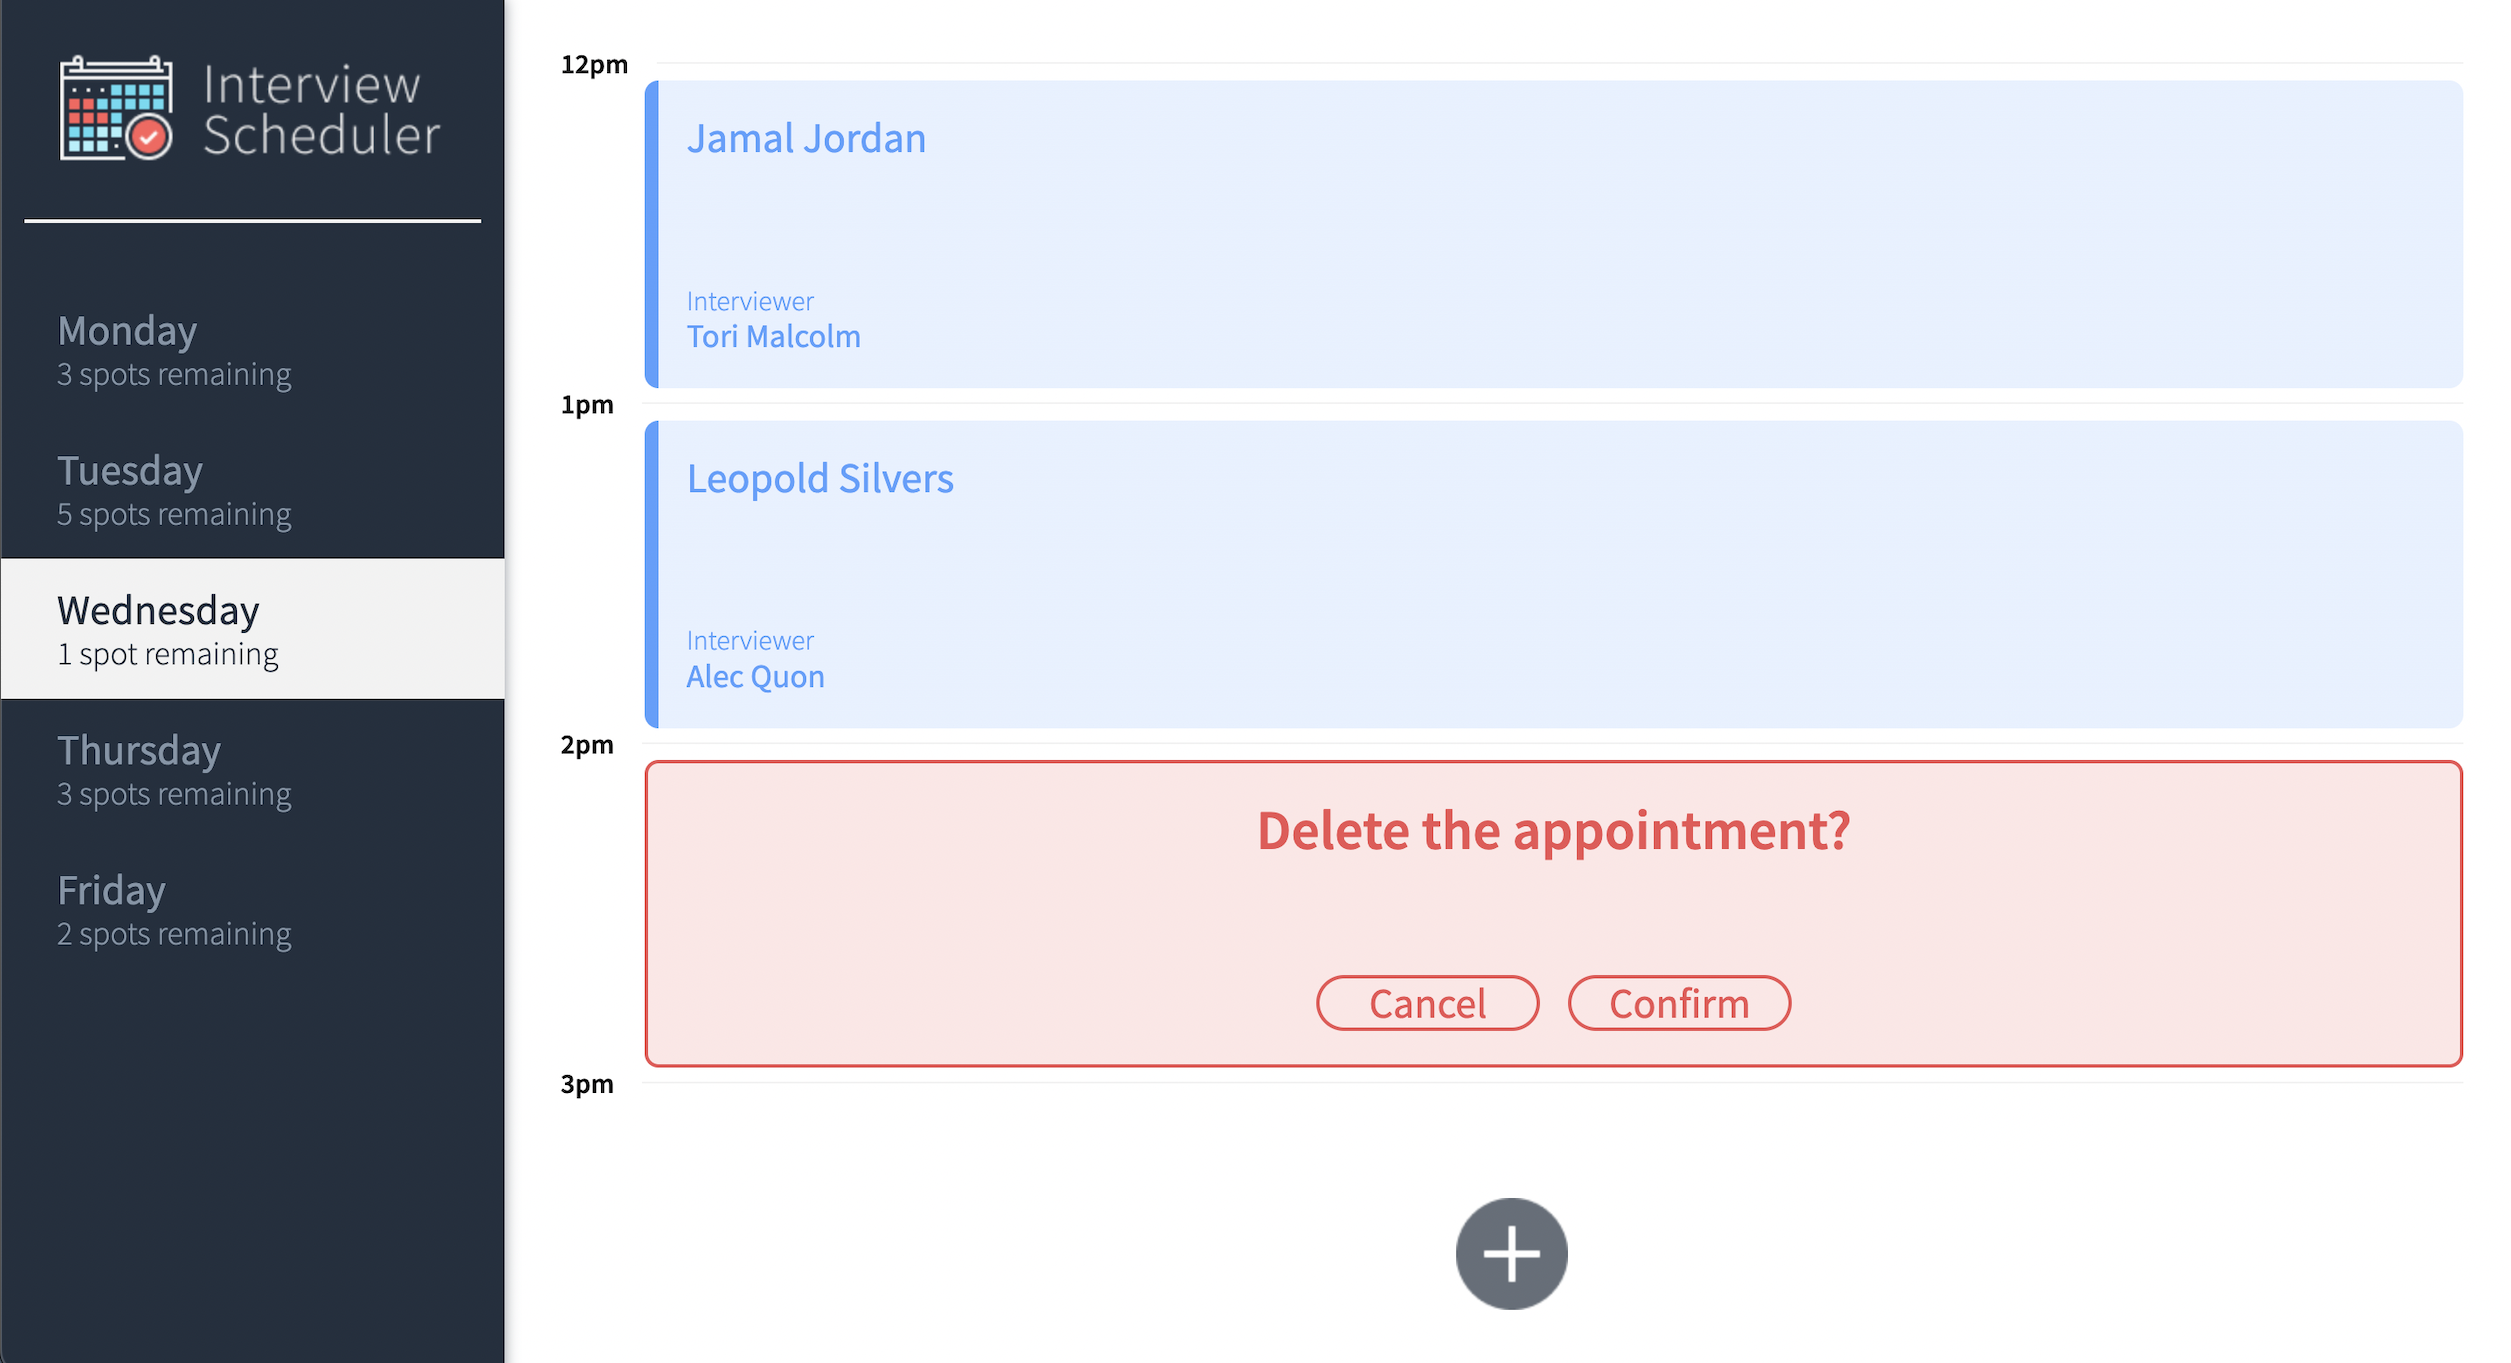 Interview
Scheduler
Monday
3 spots remaining
Tuesday
5 spots remaining
Wednesday
1 spot remaining
Thursday
3 spots remaining
Friday
2 spots remaining
12pm
Jamal Jordan
Interviewer
Tori Malcolm
1pm
Leopold Silvers
Interviewer
Alec Quon
2pm
Delete the appointment?
Cancel Confirm
3pm